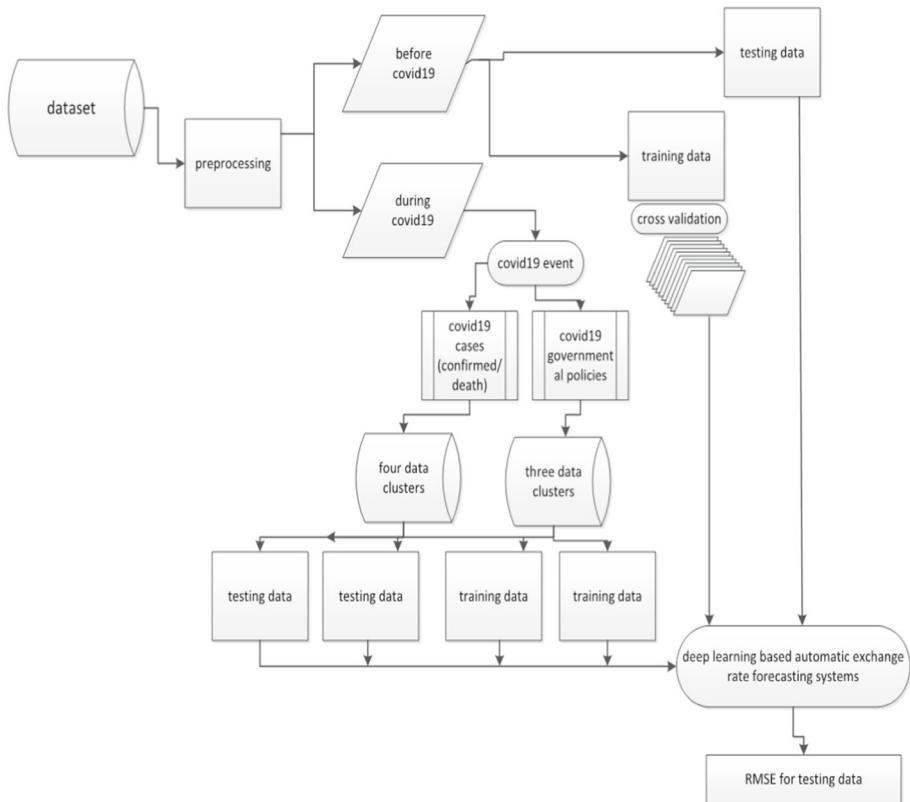 before
covid19
testing data
dataset
preprocessing
training data
during
covid19
cross validation
covid19 event
covid19
cases
(confirmed/
death)
covid19
government
al policies
four data
clusters
three data
clusters
testing data
testing data
training data
training data
deep learning based automatic exchange
rate forecasting systems
RMSE for testing data